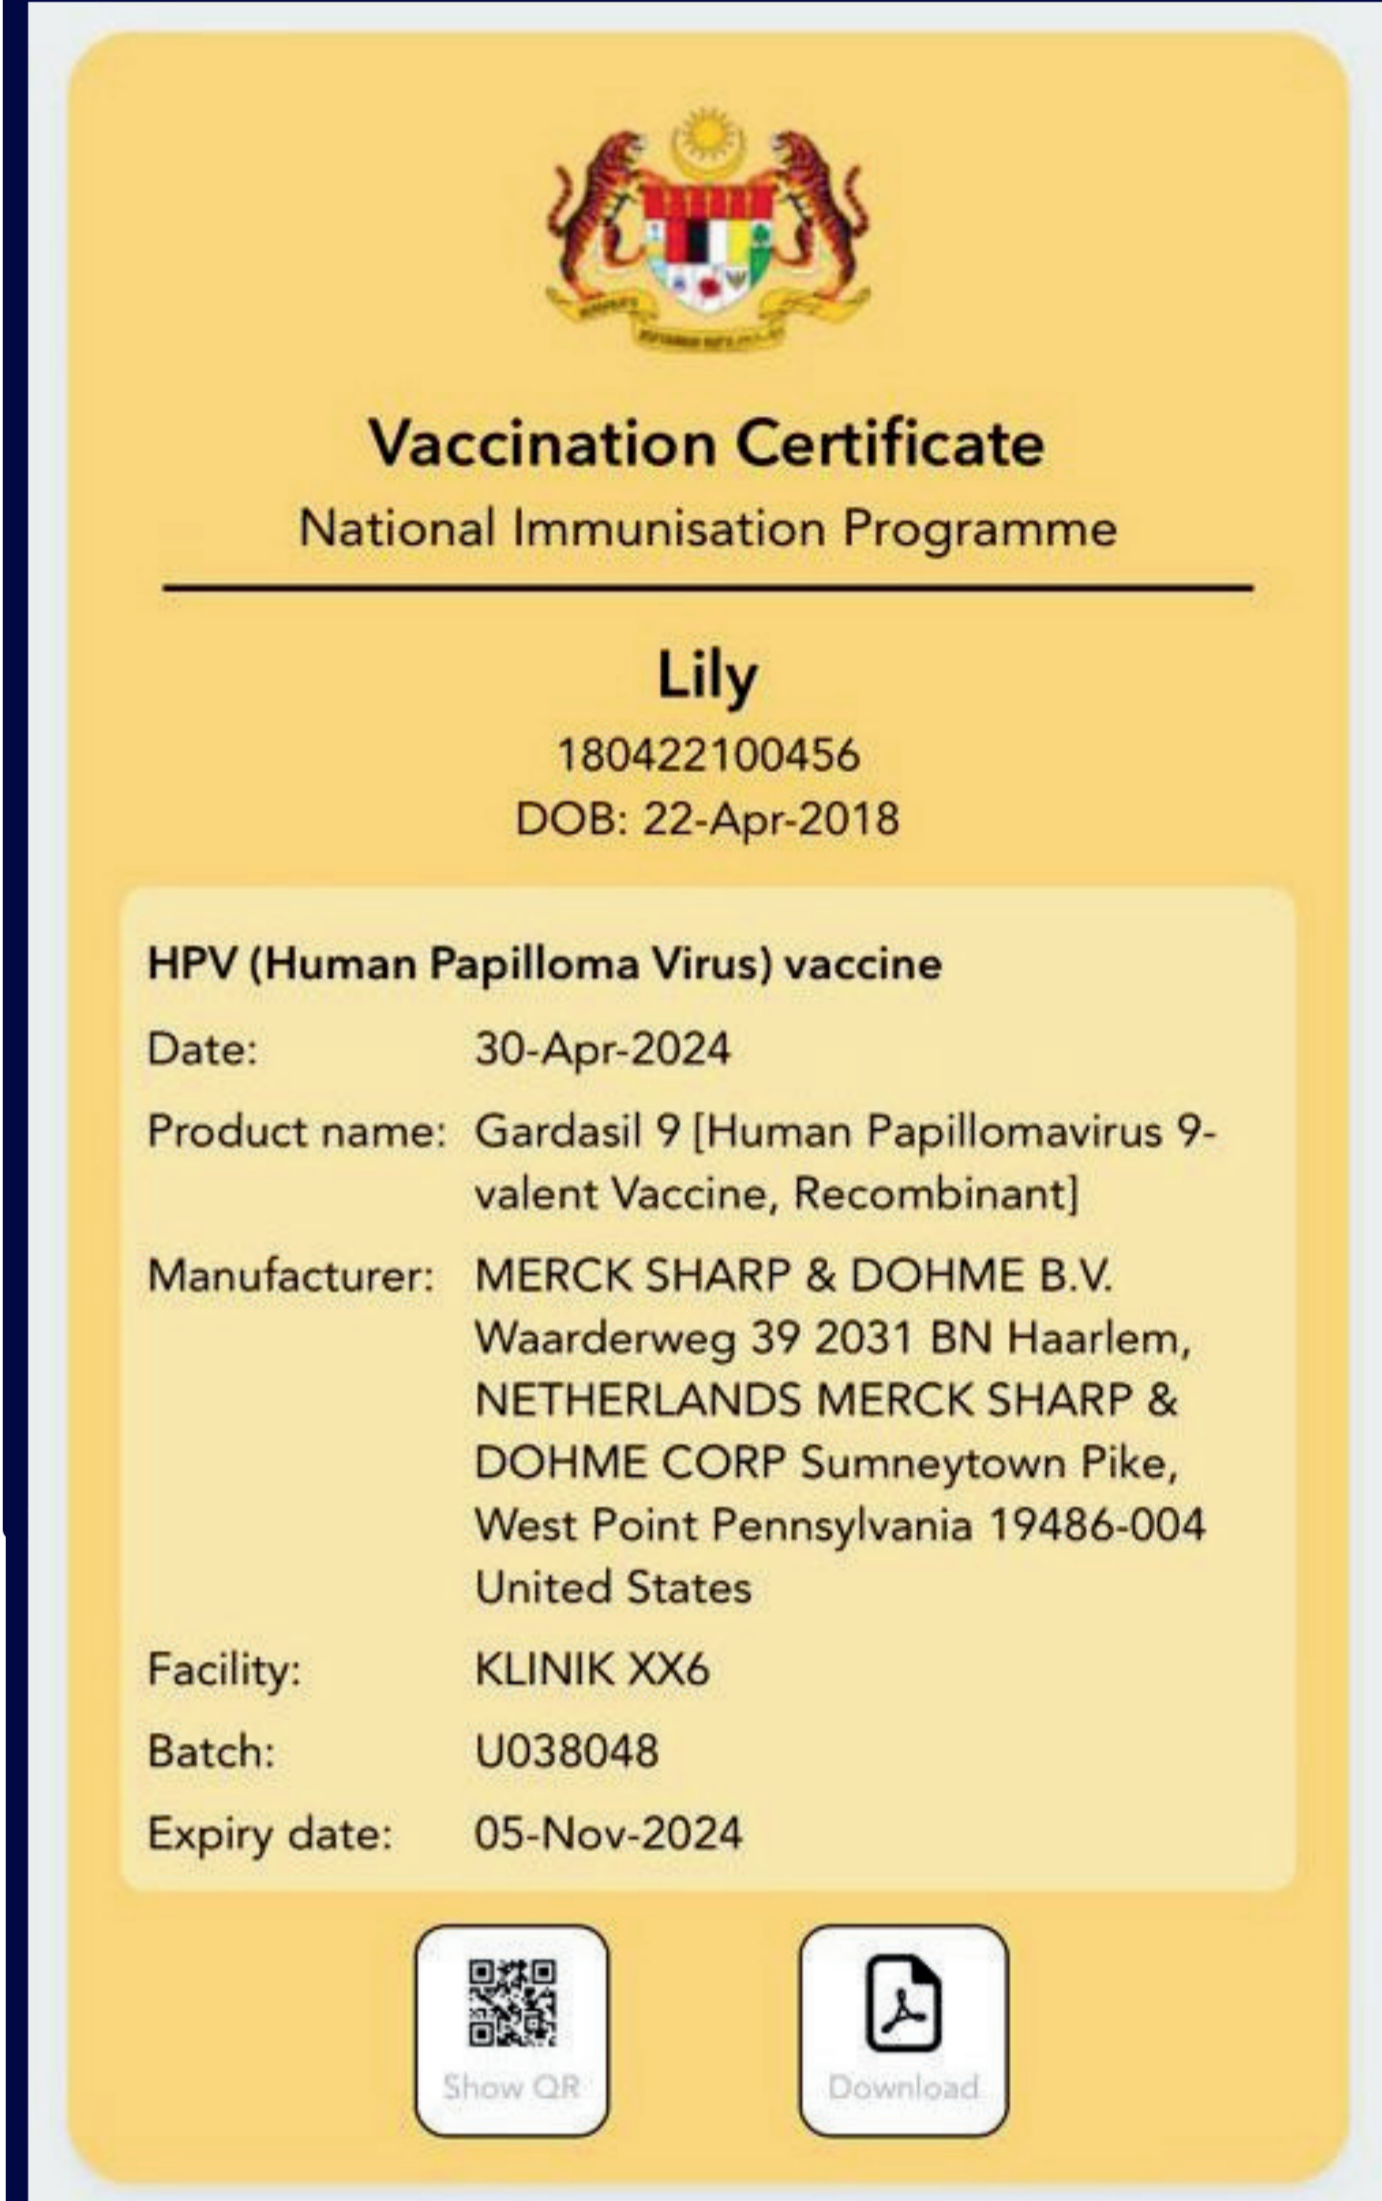 Vaccination Certificate
National Immunisation Programme
Lily
180422100456
DOB: 22-Apr-2018
HPV (Human Papilloma Virus) vaccine
Date: 30-Apr-2024
Product name: Gardasil 9 [Human Papillomavirus 9-
valent Vaccine, Recombinant]
Manufacturer: MERCK SHARP & DOHME B.V.
Waarderweg 39 2031 BN Haarlem,
NETHERLANDS MERCK SHARP &
DOHME CORP Sumneytown Pike,
West Point Pennsylvania 19486-004
United States
Facility: KLINIK XX6
Batch: U038048
Expiry date: 05-Nov-2024
Show QR Download